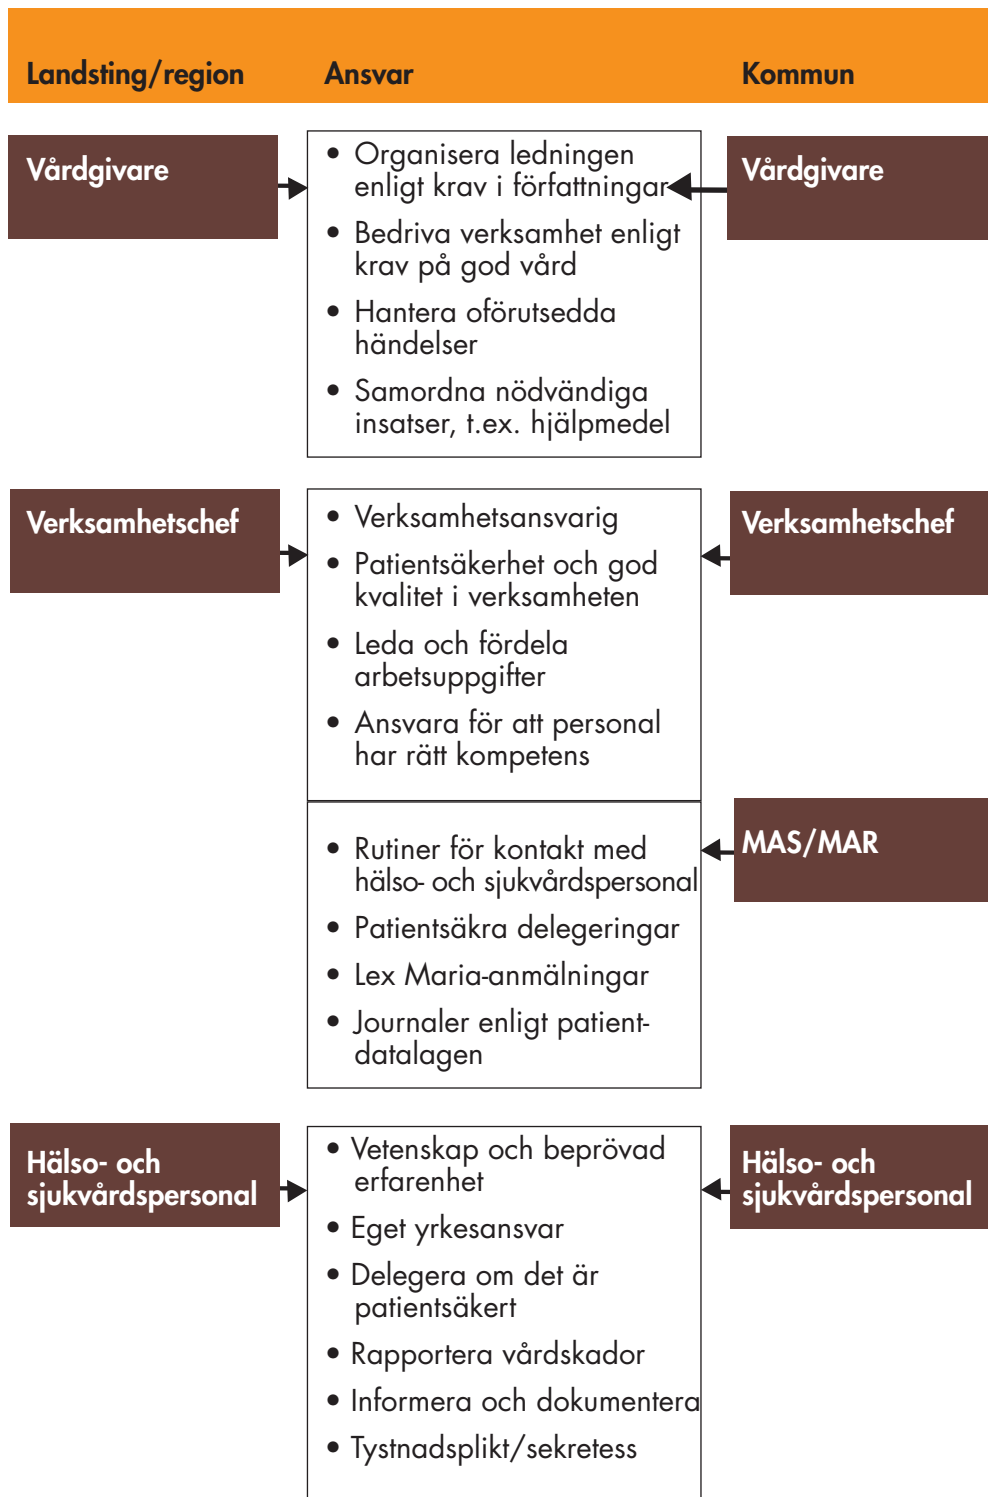 Landsting/region
Ansvar
Kommun
Vårdgivare
• Organisera ledningen
enligt krav i författningar
• Bedriva verksamhet enligt
krav på god vård
• Hantera oförutsedda
händelser
• Samordna nödvändiga
insatser, t.ex. hjälpmedel
Vårdgivare
Verksamhetschef
• Verksamhetsansvarig
• Patientsäkerhet och god
kvalitet i verksamheten
• Leda och fördela
arbetsuppgifter
• Ansvara för att personal
har rätt kompetens
Verksamhetschef
• Rutiner för kontakt med
hälso- och sjukvårdspersonal
• Patientsäkra delegeringar
• Lex Maria-anmälningar
• Journaler enligt patient-
datalagen
MAS/MAR
Hälso- och
sjukvårdspersonal
• Vetenskap och beprövad
erfarenhet
• Eget yrkesansvar
• Delegera om det är
patientsäkert
• Rapportera vårdskador
• Informera och dokumentera
• Tystnadsplikt/sekretess
Hälso- och
sjukvårdspersonal